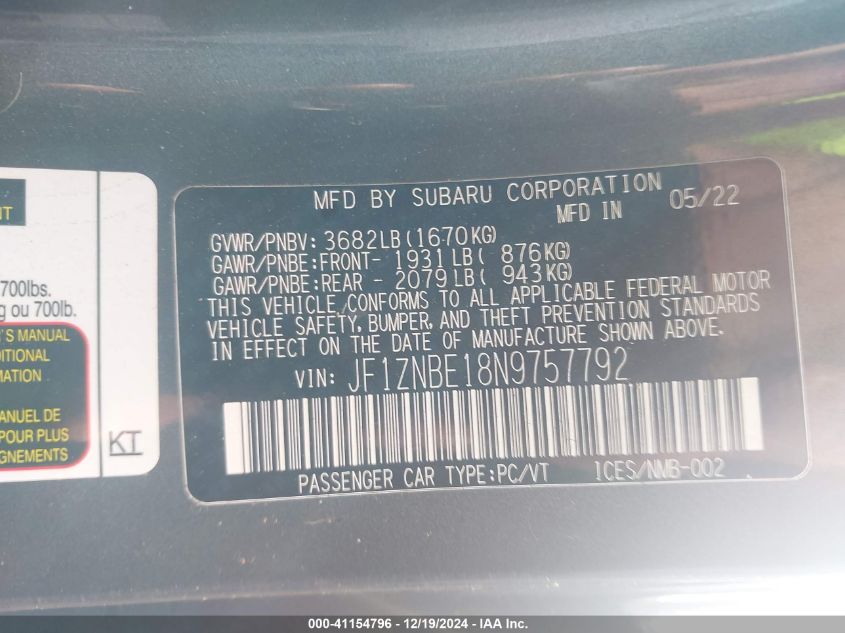 NT
700lbs.
g ou 700lb.
'S MANUAL
DITIONAL
MATION
ANUEL DE
POUR PLUS
GNEMENTS
KT
MFD BY SUBARU CORPORATION
MFD IN 05/22
GVWR/PNBV: 3682LB(1670KG)
GAWR/PNBE:FRONT- 1931LB( 876KG)
GAWR/PNBE:REAR - 2079LB( 943KG)
THIS VEHICLE CONFORMS TO ALL APPLICABLE FEDERAL MOTOR
VEHICLE SAFETY, BUMPER, AND THEFT PREVENTION STANDARDS
IN EFFECT ON THE DATE OF MANUFACTURE SHOWN ABOVE.
VIN: JF1ZNBE18N9757792
PASSENGER CAR TYPE:PC/VT ICES/NMB-002
000-41154796 - 12/19/2024 - IAA Inc.